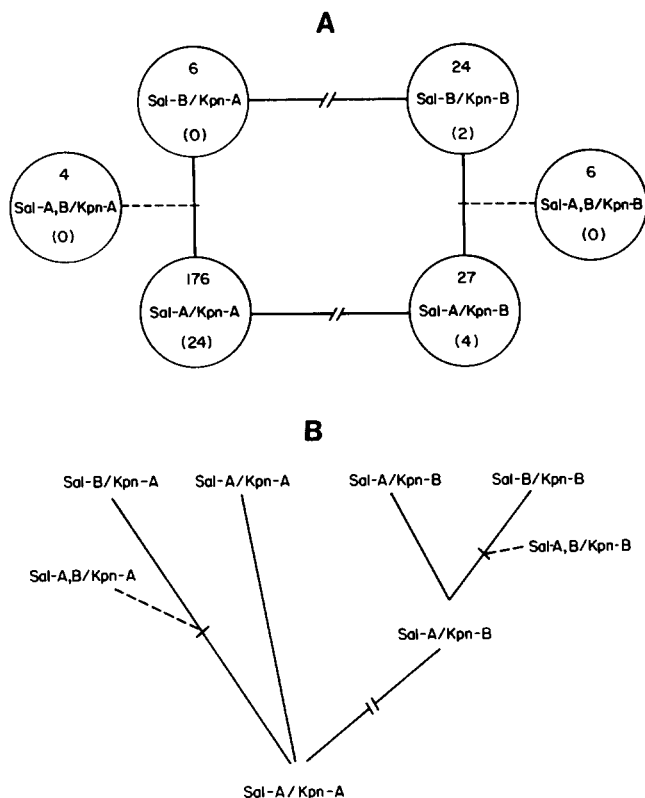 A
6
Sal-B/Kpn-A
(0)
24
Sal-B/Kpn-B
(2)
4
Sal-A,B/Kpn-A
(0)
6
Sal-A,B/Kpn-B
(0)
176
Sal-A/Kpn-A
(24)
27
Sal-A/Kpn-B
(4)
B
Sal-B/Kpn-A
Sal-A/Kpn-A
Sal-A/Kpn-B
Sal-B/Kpn-B
Sal-A,B/Kpn-B
Sal-A,B/Kpn-A
Sal-A/Kpn-B
Sal-A/Kpn-A